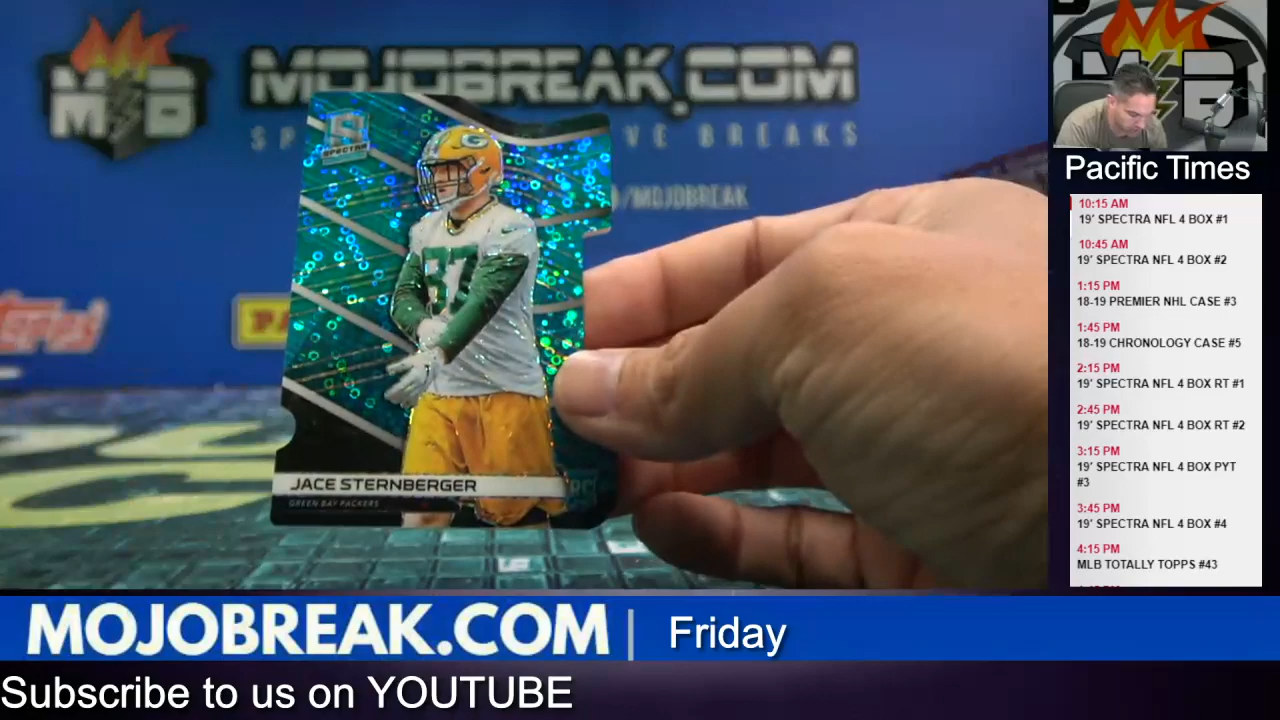 MOJOBREAK.COM
VE BREAKS
/MOJOBREAK
SPECTRA
Topps
87
JACE STERNBERGER
GREEN BAY PACKERS
Pacific Times
10:15 AM
19' SPECTRA NFL 4 BOX #1
10:45 AM
19' SPECTRA NFL 4 BOX #2
1:15 PM
18-19 PREMIER NHL CASE #3
1:45 PM
18-19 CHRONOLOGY CASE #5
2:15 PM
19' SPECTRA NFL 4 BOX RT #1
2:45 PM
19' SPECTRA NFL 4 BOX RT #2
3:15 PM
19' SPECTRA NFL 4 BOX PYT
#3
3:45 PM
19' SPECTRA NFL 4 BOX #4
4:15 PM
MLB TOTALLY TOPPS #43
MOJOBREAK.COM | Friday
Subscribe to us on YOUTUBE